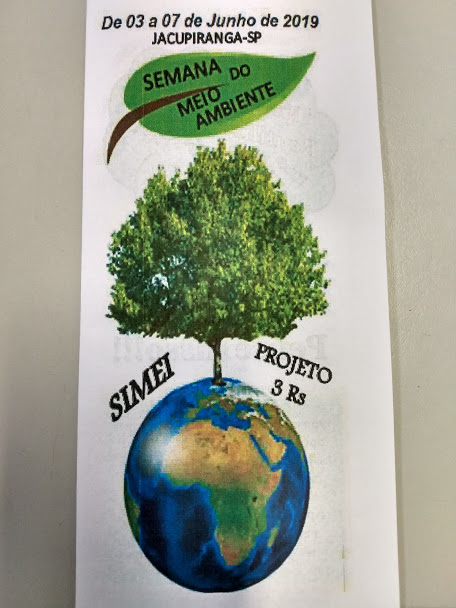 De 03 a 07 de Junho de 2019
JACUPIRANGA-SP
SEMANA DO
MEIO
AMBIENTE
SIMEI
PROJETO
3 Rs